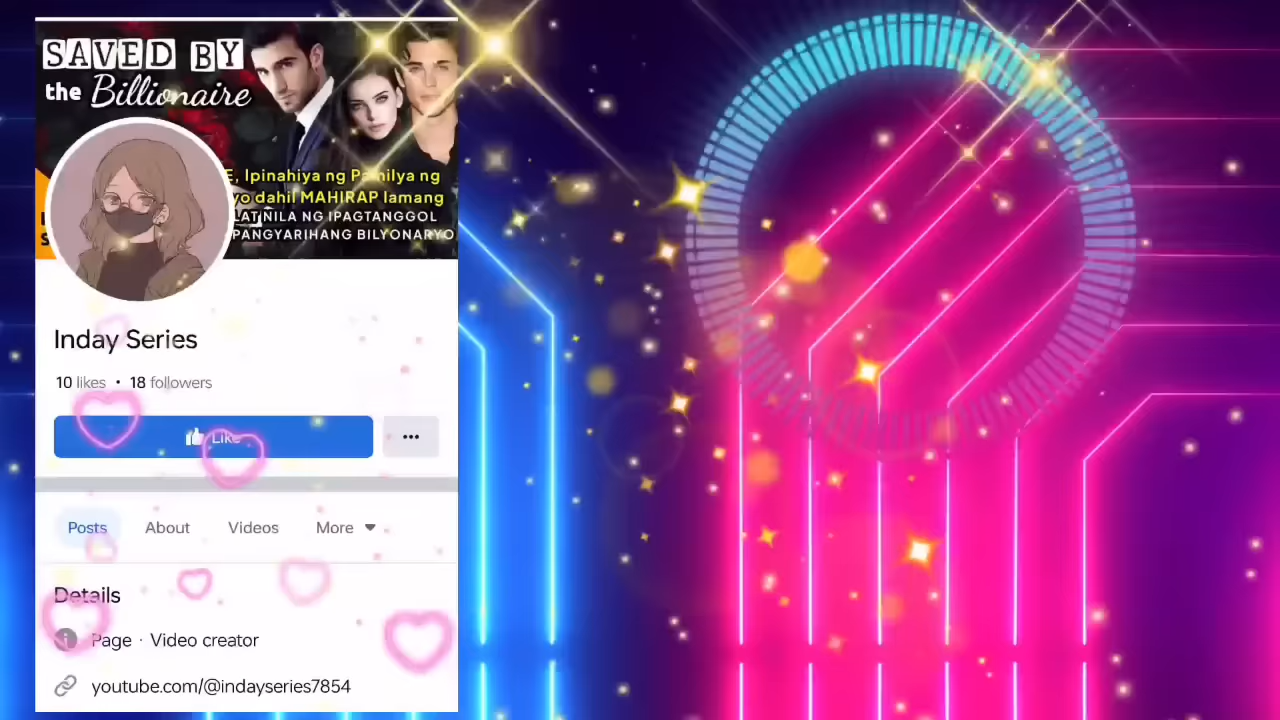 SAVED BY
the Billionaire
E, Ipinahiya ng Pamilya ng
yo dahil MAHIRAP lamang
NILA NG IPAGTANGGOL
PANGYARIHANG BILYONARYO
Inday Series
10 likes • 18 followers
Like
Posts About Videos More
Details
Page · Video creator
youtube.com/@indayseries7854